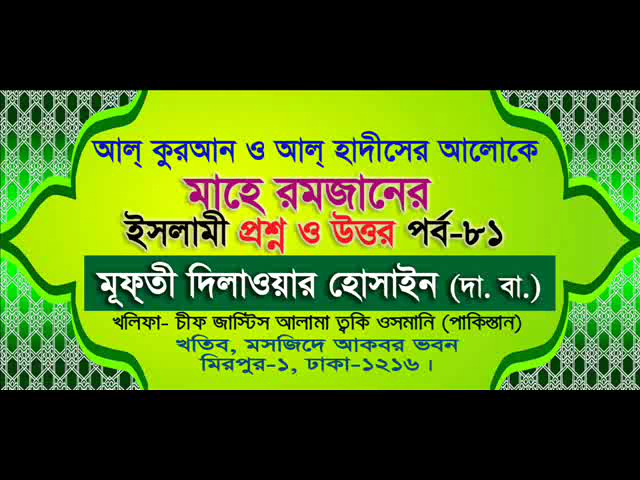 আল্ কুরআন ও আল্ হাদীসের আলোকে
মাহে রমজানের
ইসলামী প্রশ্ন ও উত্তর পর্ব-৮১
মূফ্তী দিলাওয়ার হোসাইন (দা. বা.)
খলিফা- চীফ জাস্টিস আলামা ত্বকি ওসমানি (পাকিস্তান)
খতিব, মসজিদে আকবর ভবন
মিরপুর-১, ঢাকা-১২১৬।